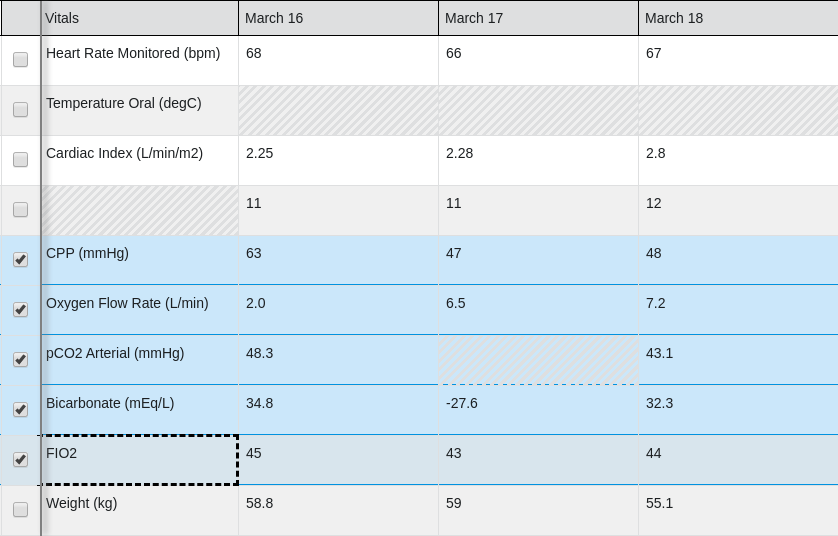 Vitals March 16 March 17 March 18
Heart Rate Monitored (bpm) 68 66 67
Temperature Oral (degC)
Cardiac Index (L/min/m2) 2.25 2.28 2.8
11 11 12
CPP (mmHg) 63 47 48
Oxygen Flow Rate (L/min) 2.0 6.5 7.2
pCO2 Arterial (mmHg) 48.3 43.1
Bicarbonate (mEq/L) 34.8 -27.6 32.3
FIO2 45 43 44
Weight (kg) 58.8 59 55.1